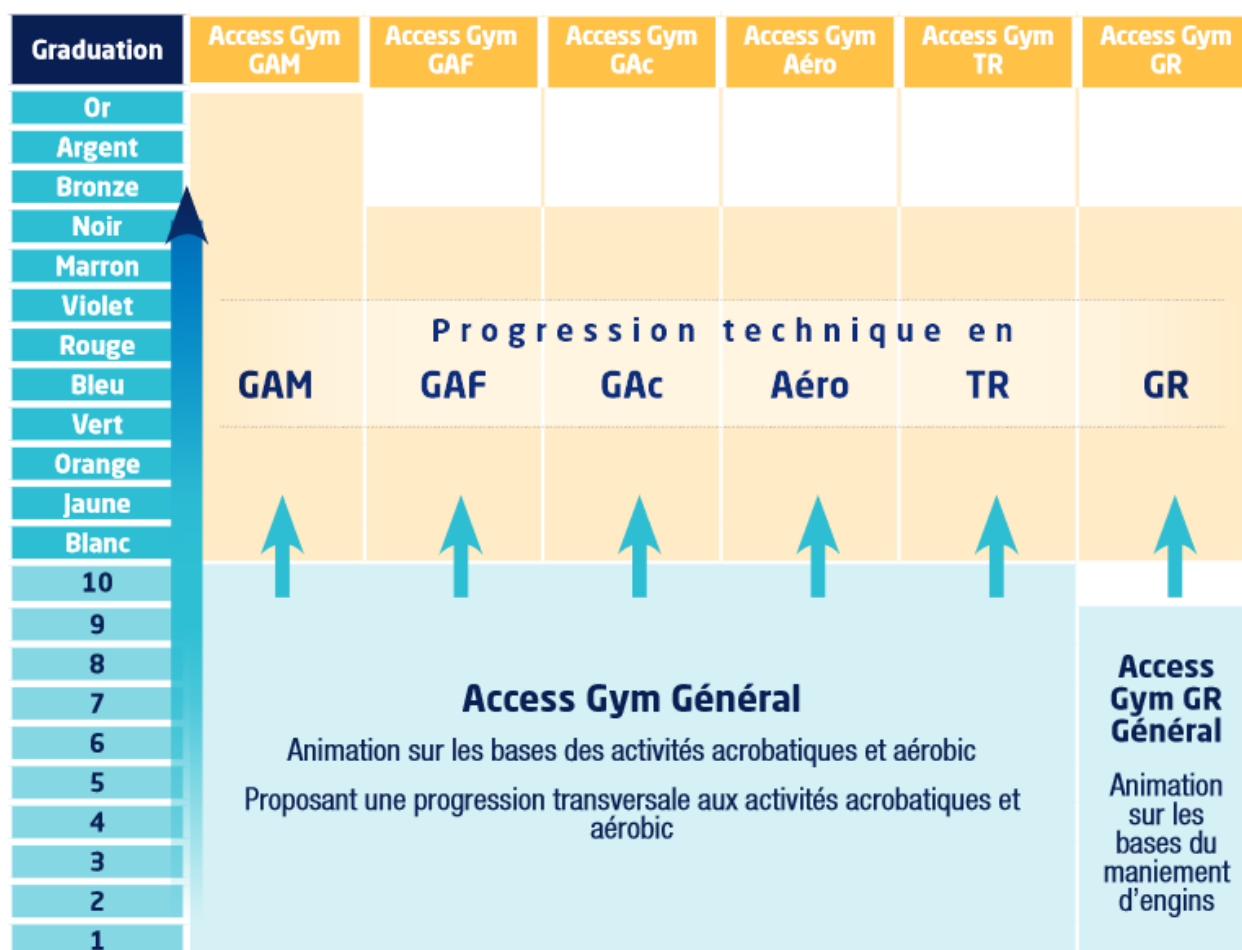 Graduation
Access Gym
GAM
Access Gym
GAF
Access Gym
GAc
Access Gym
Aéro
Access Gym
TR
Access Gym
GR
Or
Argent
Bronze
Noir
Marron
Violet
Rouge
Bleu
Vert
Orange
Jaune
Blanc
10
9
8
7
6
5
4
3
2
1
Progression technique en
GAM
GAF
GAc
Aéro
TR
GR
Access Gym Général
Animation sur les bases des activités acrobatiques et aérobic
Proposant une progression transversale aux activités acrobatiques et
aérobic
Access
Gym GR
Général
Animation
sur les
bases du
maniement
d'engins